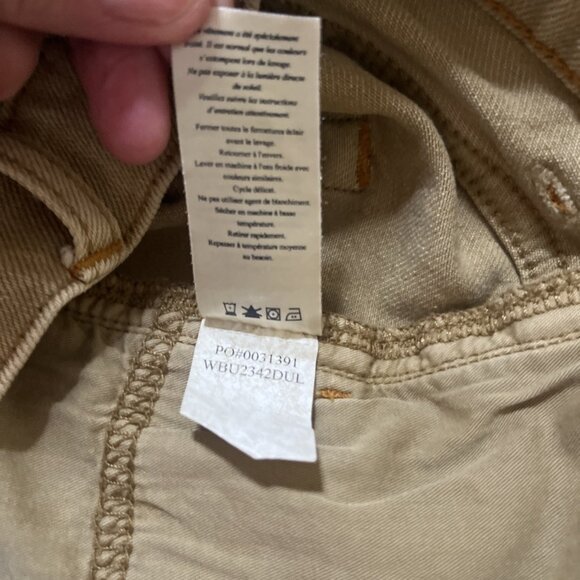 vêtement a été spécialement
Il est normal que les couleurs
s'estompent lors du lavage.
Ne pas exposer à la lumière directe
du soleil.
Veuillez suivre les instructions
d'entretien attentivement.
Fermer toutes le fermetures éclair
avant le lavage.
Retourner à l'envers.
Laver en machine à l'eau froide avec
couleurs similaires.
Cycle délicat.
Ne pas utiliser agent de blanchiment.
Sécher en machine à basse
température.
Retirer rapidement.
Repasser à température moyenne
au besoin.
PO#0031391
WBU2342DUL